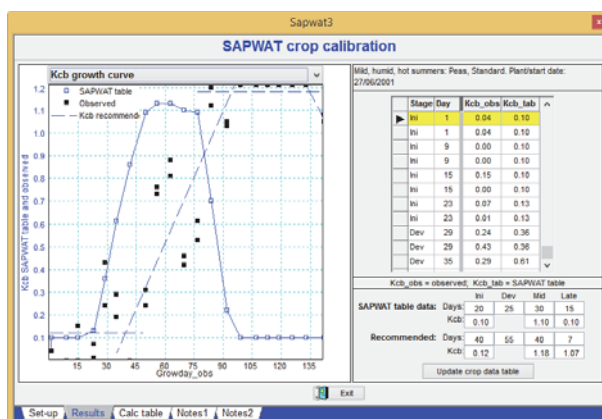 Sapwat3
x
SAPWAT crop calibration
Kcb growth curve
SAPWAT table
Observed
Kcb recommend
Kcb SAPWAT table and observed
1.2
1.1
1.0
0.9
0.8
0.7
0.6
0.5
0.4
0.3
0.2
0.1
15 29 45 60 75 90 105 120 135
Growday_obs
Mild, humid, hot summers: Peas, Standard. Plant/start date:
27/06/2001
Stage Day Kcb_obs Kcb_tab
Ini 1 0.04 0.10
Ini 1 0.04 0.10
Ini 9 0.00 0.10
Ini 9 0.00 0.10
Ini 15 0.15 0.10
Ini 15 0.00 0.10
Ini 23 0.07 0.13
Ini 23 0.01 0.13
Dev 29 0.24 0.36
Dev 29 0.43 0.36
Dev 35 0.29 0.61
Kcb_obs = observed; Kcb_tab = SAPWAT table
Ini Dev Mid Late
SAPWAT table data: Days: 20 25 30 15
Kcb: 0.10 1.10 0.10
Recommended: Days: 40 55 40 7
Kcb: 0.12 1.18 1.07
Update crop data table
Exit
Set-up Results Calc table Notes1 Notes2